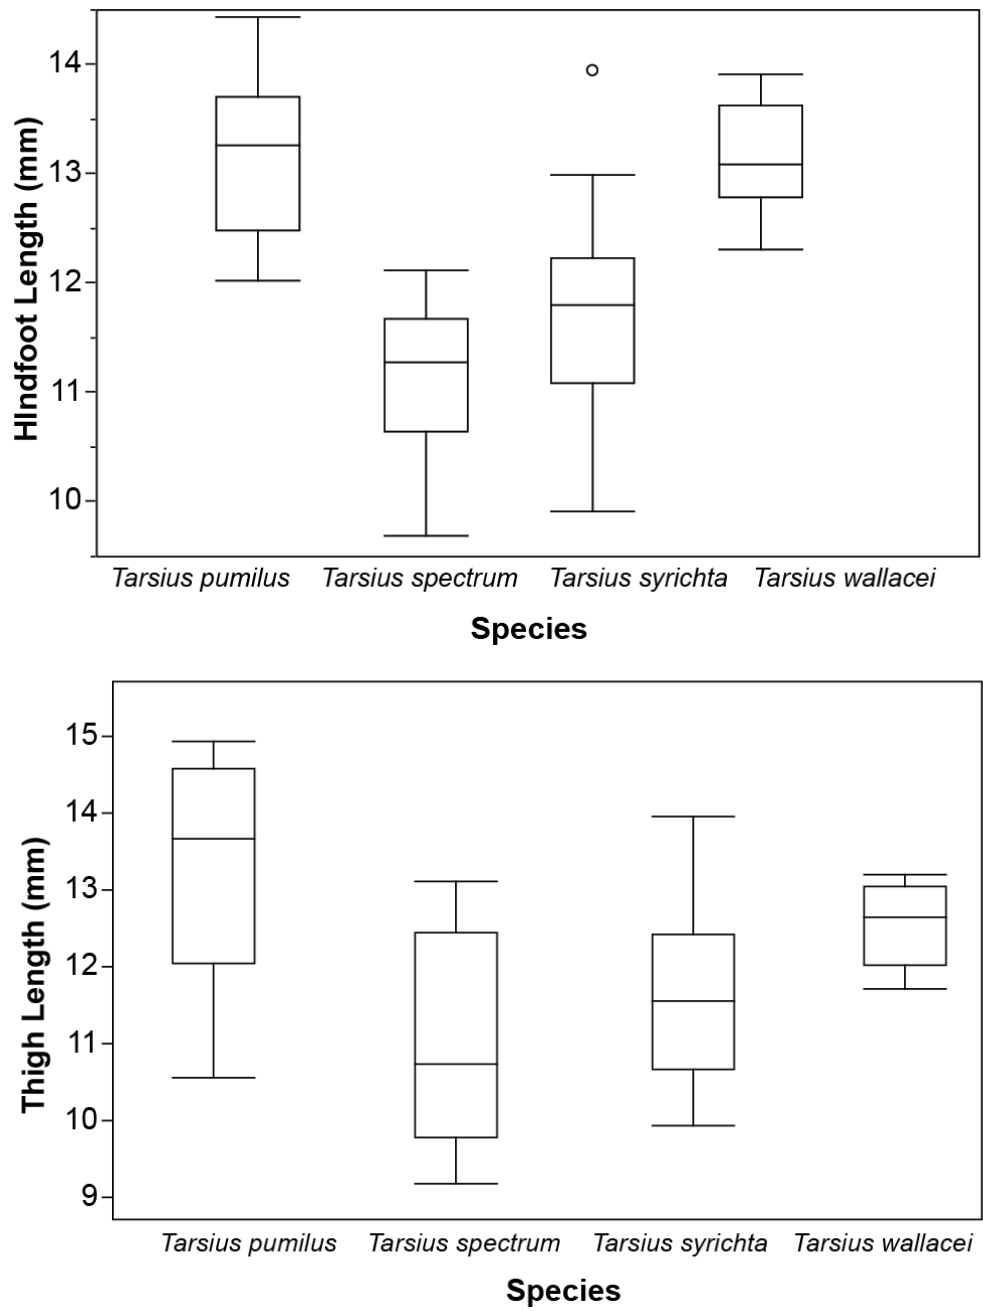 HIndfoot Length (mm)
14
13
12
11
10
Tarsius pumilus Tarsius spectrum Tarsius syrichta Tarsius wallacei
Species
Thigh Length (mm)
15
14
13
12
11
10
9
Tarsius pumilus Tarsius spectrum Tarsius syrichta Tarsius wallacei
Species